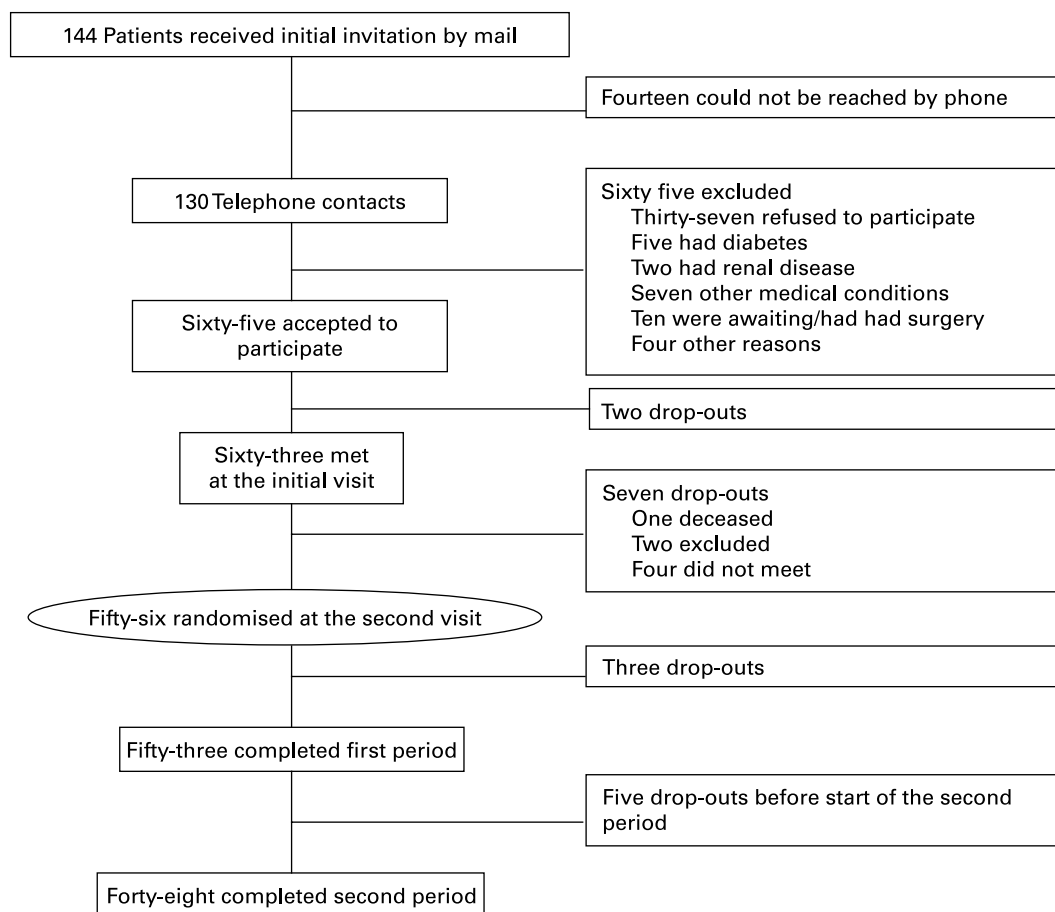 144 Patients received initial invitation by mail
Fourteen could not be reached by phone
130 Telephone contacts
Sixty five excluded
Thirty-seven refused to participate
Five had diabetes
Two had renal disease
Seven other medical conditions
Ten were awaiting/had had surgery
Four other reasons
Sixty-five accepted to
participate
Two drop-outs
Sixty-three met
at the initial visit
Seven drop-outs
One deceased
Two excluded
Four did not meet
Fifty-six randomised at the second visit
Three drop-outs
Fifty-three completed first period
Five drop-outs before start of the second
period
Forty-eight completed second period